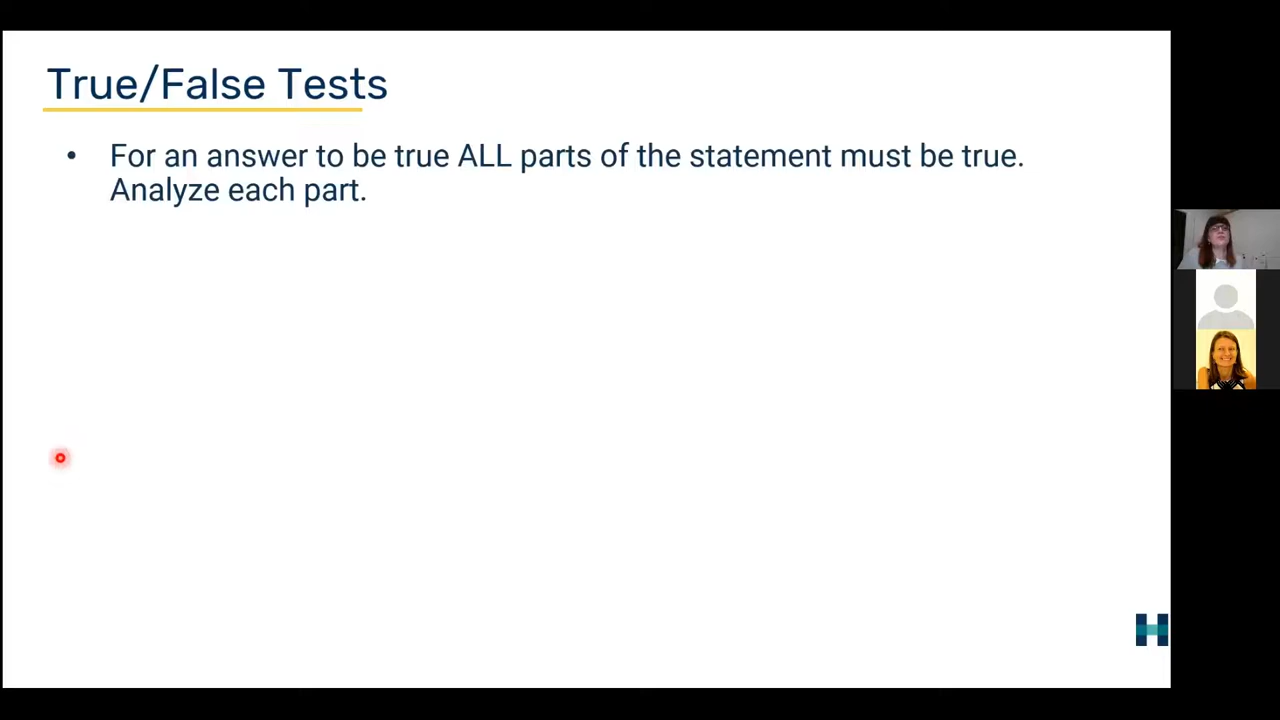 True/False Tests
• For an answer to be true ALL parts of the statement must be true.
Analyze each part.